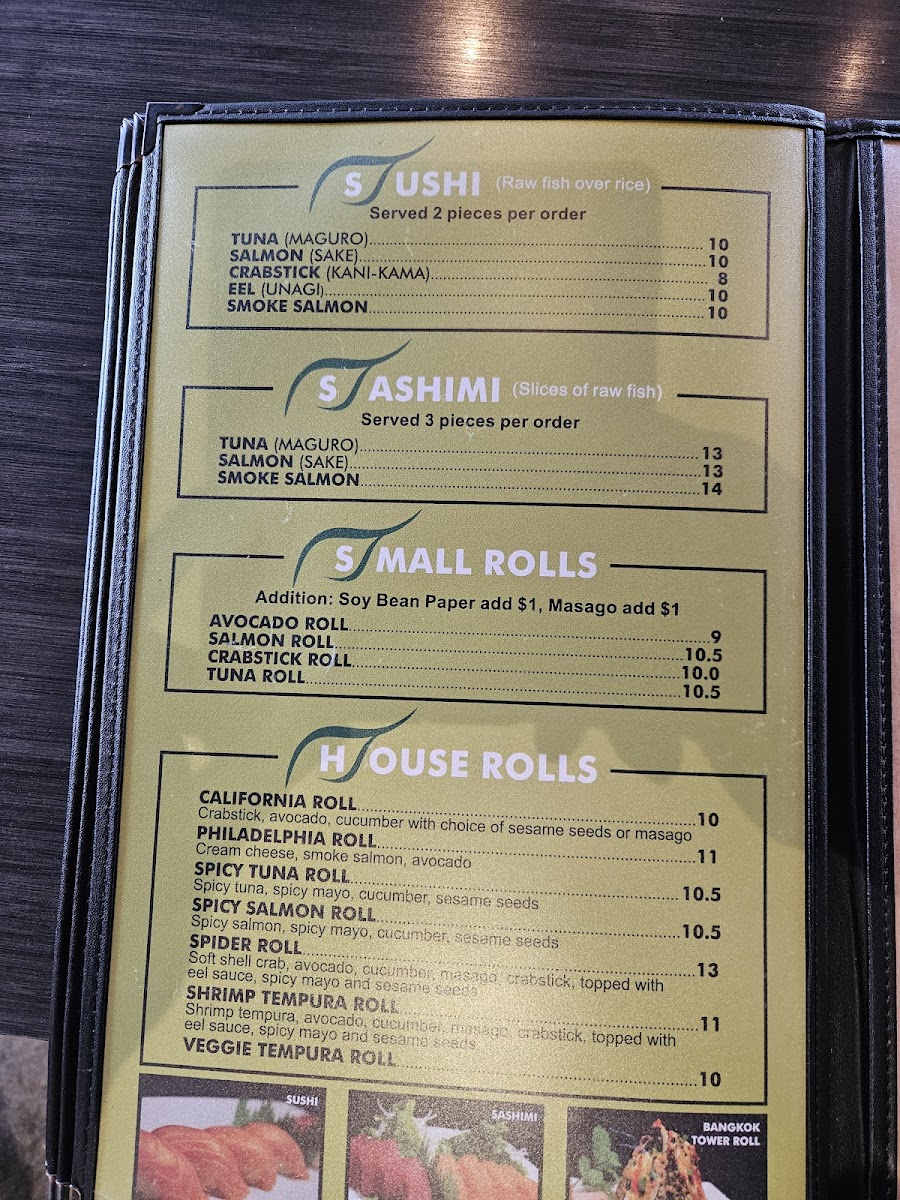 SUSHI (Raw fish over rice)
Served 2 pieces per order
TUNA (MAGURO)........10
SALMON (SAKE)........10
CRABSTICK (KANI-KAMA)........8
EEL (UNAGI)........10
SMOKE SALMON........10
SASHIMI (Slices of raw fish)
Served 3 pieces per order
TUNA (MAGURO)........13
SALMON (SAKE)........13
SMOKE SALMON........14
SMALL ROLLS
Addition: Soy Bean Paper add $1, Masago add $1
AVOCADO ROLL........9
SALMON ROLL........10.5
CRABSTICK ROLL........10.0
TUNA ROLL........10.5
HOUSE ROLLS
CALIFORNIA ROLL........10
Crabstick, avocado, cucumber with choice of sesame seeds or masago
PHILADELPHIA ROLL........11
Cream cheese, smoke salmon, avocado
SPICY TUNA ROLL........10.5
Spicy tuna, spicy mayo, cucumber, sesame seeds
SPICY SALMON ROLL........10.5
Spicy salmon, spicy mayo, cucumber, sesame seeds
SPIDER ROLL........13
Soft shell crab, avocado, cucumber, masago, crabstick, topped with
eel sauce, spicy mayo and sesame seeds
SHRIMP TEMPURA ROLL........11
Shrimp tempura, avocado, cucumber, masago, crabstick, topped with
eel sauce, spicy mayo and sesame seeds
VEGGIE TEMPURA ROLL........10
SUSHI
SASHIMI
BANGKOK
TOWER ROLL